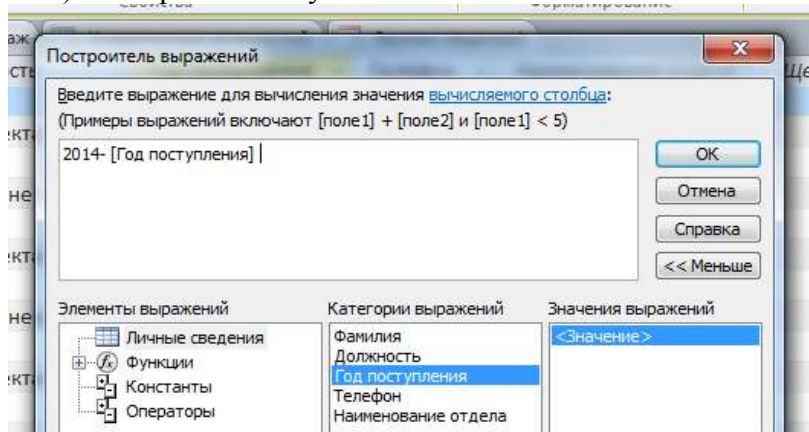 Построитель выражений
Введите выражение для вычисления значения вычисляемого столбца:
(Примеры выражений включают [поле1] + [поле2] и [поле1] < 5)
2014- [Год поступления]
ОК
Отмена
Справка
<< Меньше
Элементы выражений
Личные сведения
Функции
Константы
Операторы
Категории выражений
Фамилия
Должность
Год поступления
Телефон
Наименование отдела
Значения выражений
<Значение>